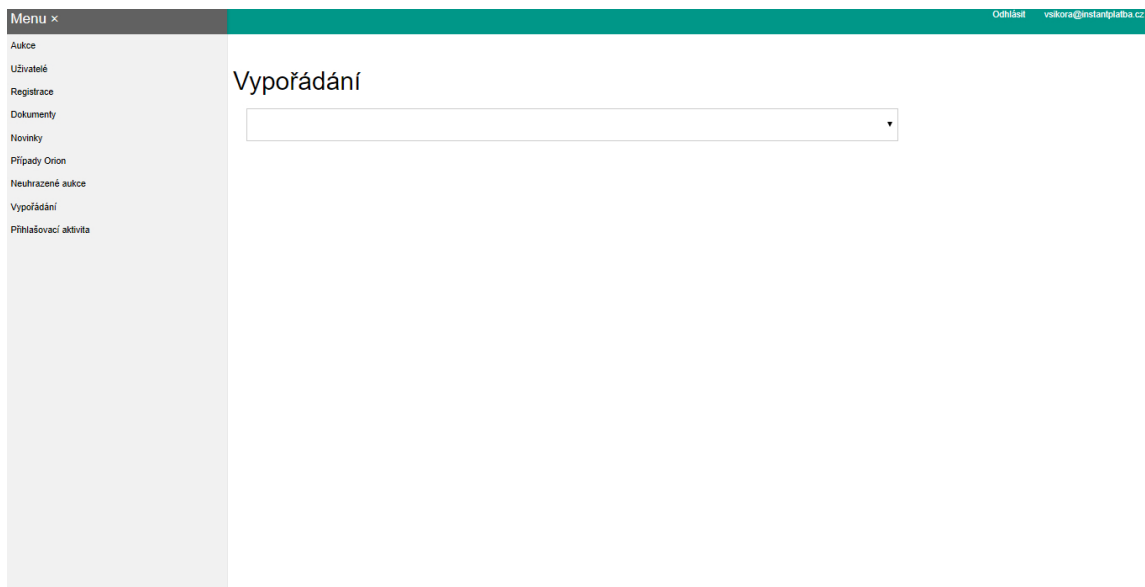 Menu ×
Odhlásit vsikora@instantplatba.cz
Aukce
Uživatelé
Registrace
Dokumenty
Novinky
Případy Orion
Neuhrazené aukce
Vypořádání
Přihlašovací aktivita
Vypořádání